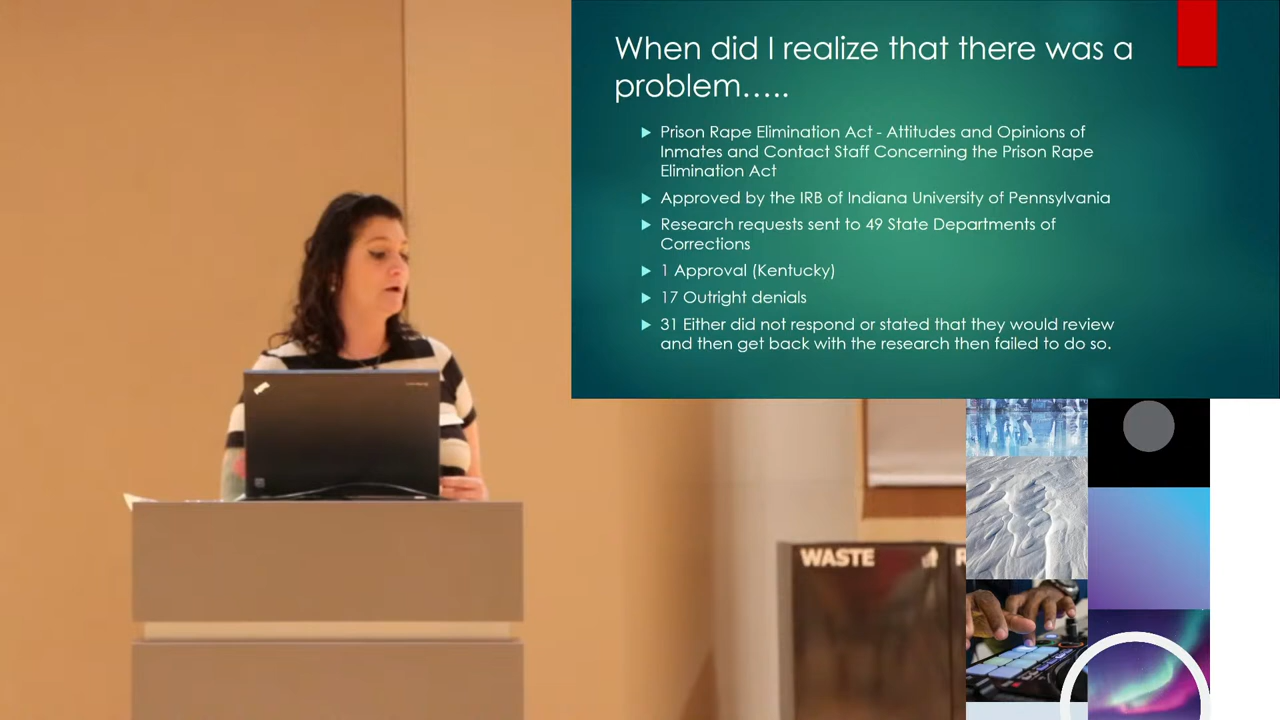 When did I realize that there was a
problem…..
Prison Rape Elimination Act - Attitudes and Opinions of
Inmates and Contact Staff Concerning the Prison Rape
Elimination Act
Approved by the IRB of Indiana University of Pennsylvania
Research requests sent to 49 State Departments of
Corrections
1 Approval (Kentucky)
17 Outright denials
31 Either did not respond or stated that they would review
and then get back with the research then failed to do so.
WASTE
R